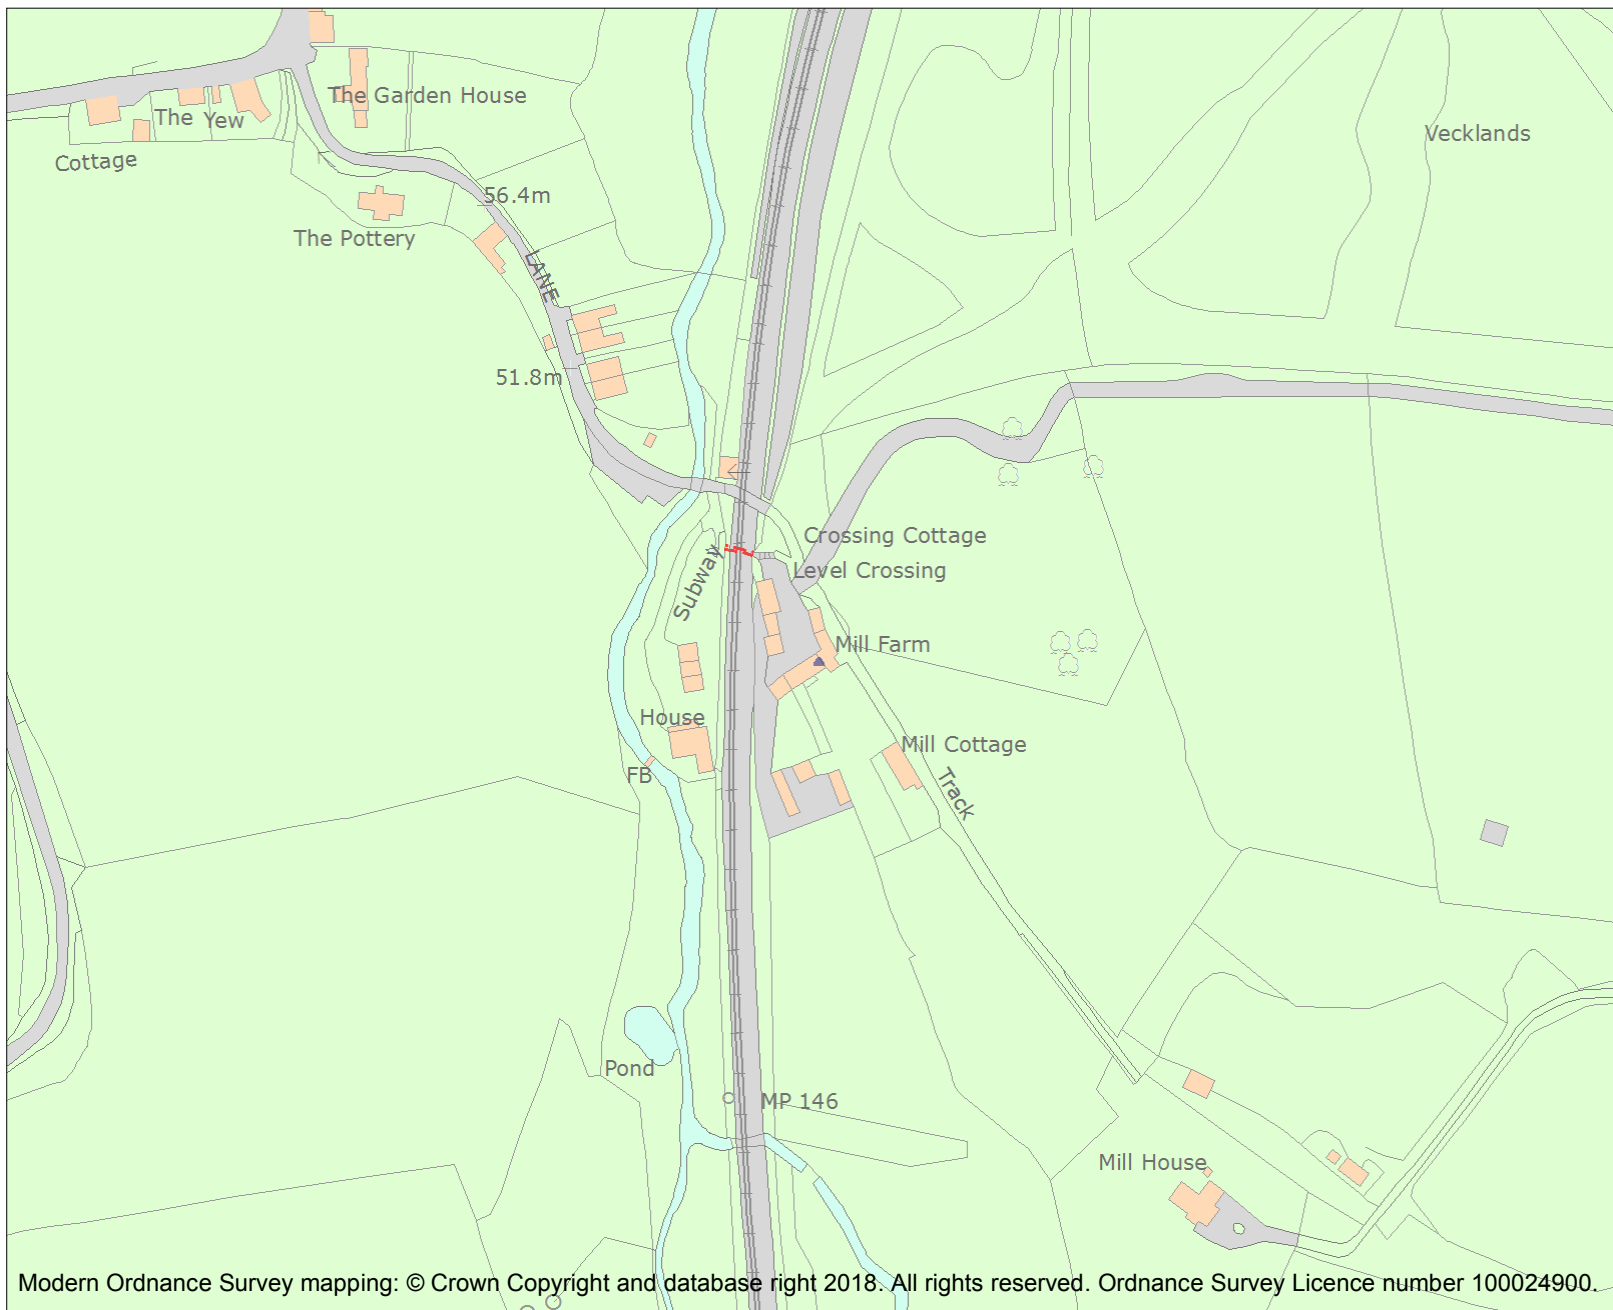 The Garden House
The Yew
Cottage
Vecklands
56.4m
The Pottery
LANE
51.8m
Crossing Cottage
Level Crossing
Subway
Mill Farm
House
Mill Cottage
FB
Track
Pond
MP 146
Mill House
Modern Ordnance Survey mapping: © Crown Copyright and database right 2018. All rights reserved. Ordnance Survey Licence number 100024900.